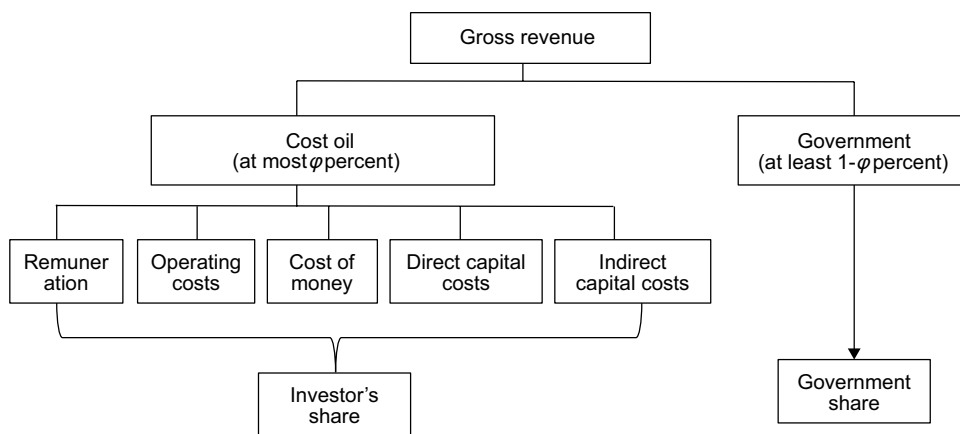 Gross revenue
Cost oil
(at most φ percent)
Government
(at least 1-φ percent)
Remuner
ation
Operating
costs
Cost of
money
Direct capital
costs
Indirect
capital costs
Investor's
share
Government
share